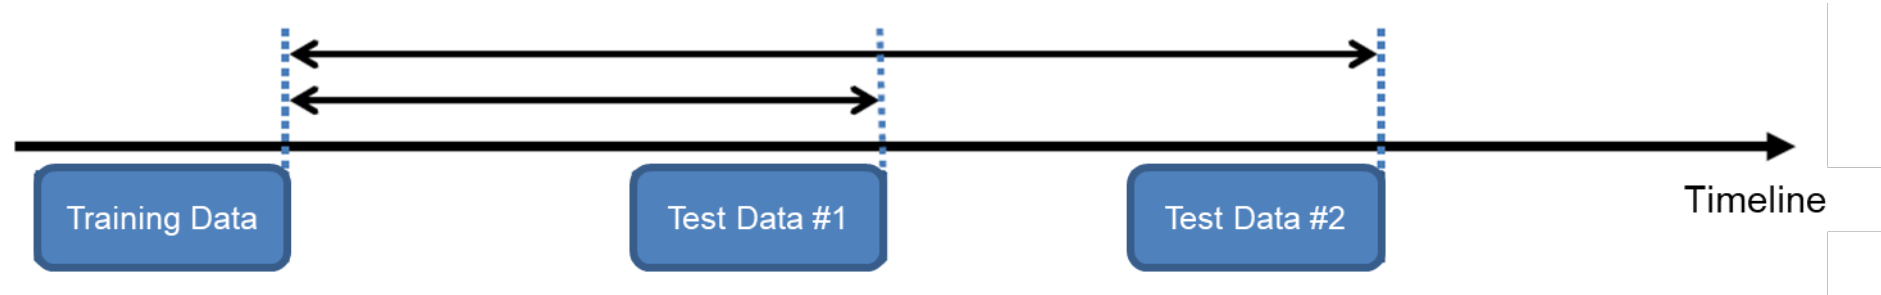 Training Data
Test Data #1
Test Data #2
Timeline